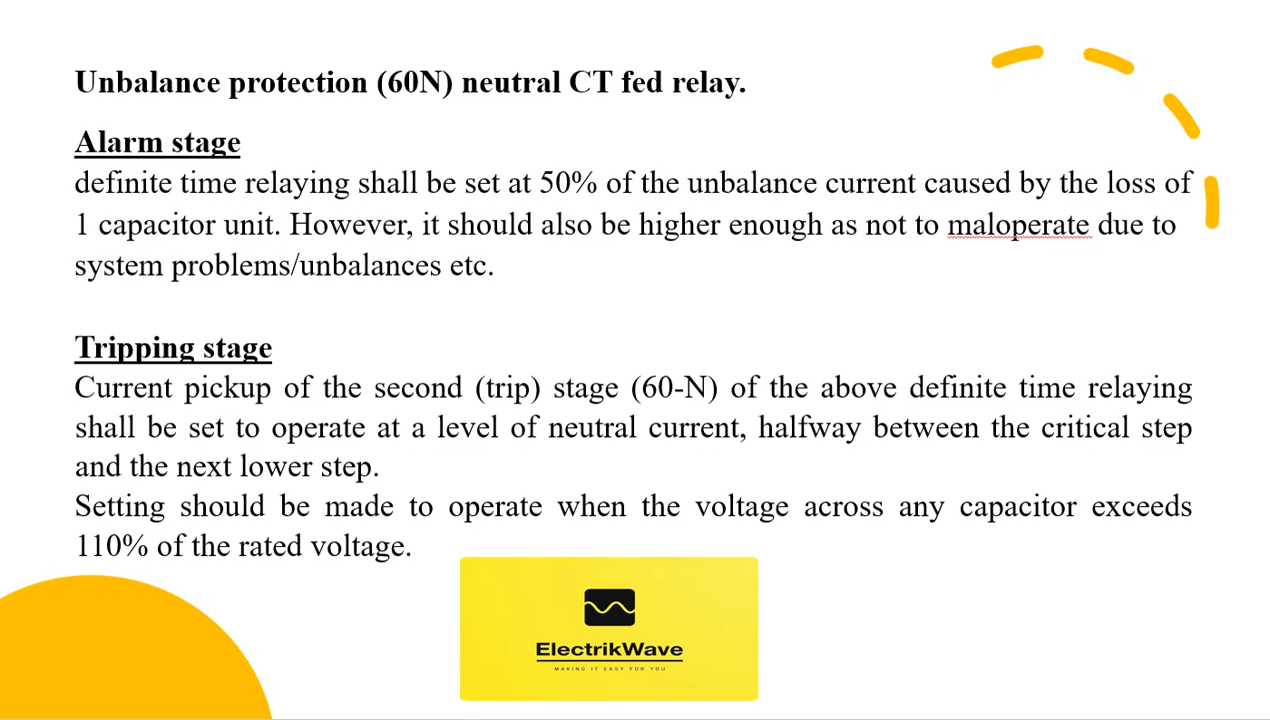 Unbalance protection (60N) neutral CT fed relay.
Alarm stage
definite time relaying shall be set at 50% of the unbalance current caused by the loss of
1 capacitor unit. However, it should also be higher enough as not to maloperate due to
system problems/unbalances etc.
Tripping stage
Current pickup of the second (trip) stage (60-N) of the above definite time relaying
shall be set to operate at a level of neutral current, halfway between the critical step
and the next lower step.
Setting should be made to operate when the voltage across any capacitor exceeds
110% of the rated voltage.
ElectrikWave
MAKING IT EASY FOR YOU